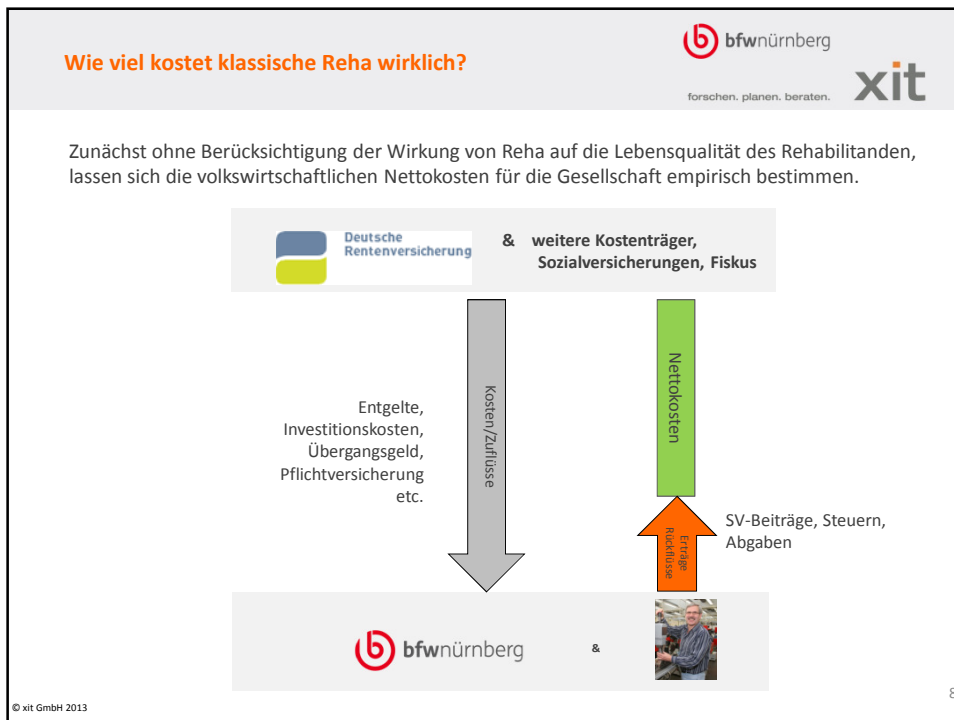 Wie viel kostet klassische Reha wirklich?
bfwnürnberg
forschen. planen. beraten.
xit
Zunächst ohne Berücksichtigung der Wirkung von Reha auf die Lebensqualität des Rehabilitanden,
lassen sich die volkswirtschaftlichen Nettokosten für die Gesellschaft empirisch bestimmen.
Deutsche
Rentenversicherung
& weitere Kostenträger,
Sozialversicherungen, Fiskus
Entgelte,
Investitionskosten,
Übergangsgeld,
Pflichtversicherung
etc.
Kosten/Zuflüsse
Nettokosten
Erträge
Rückflüsse
SV-Beiträge, Steuern,
Abgaben
bfwnürnberg
&
© xit GmbH 2013
8